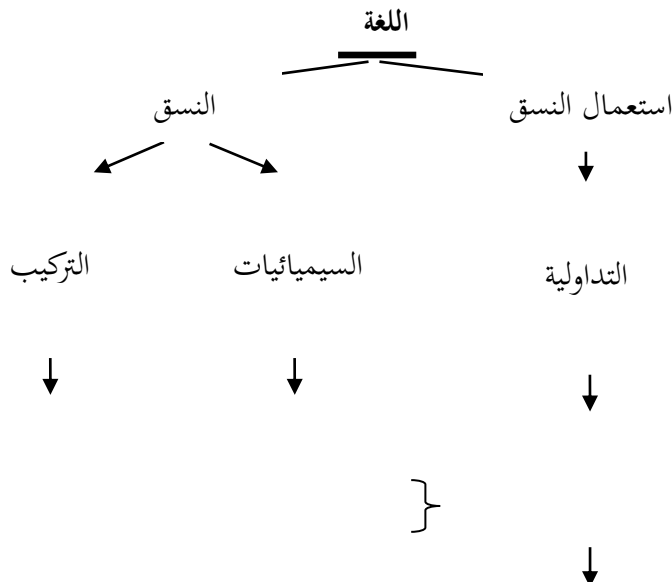 اللغة
استعمال النسق
النسق
التداولية
السيميائيات
التركيب